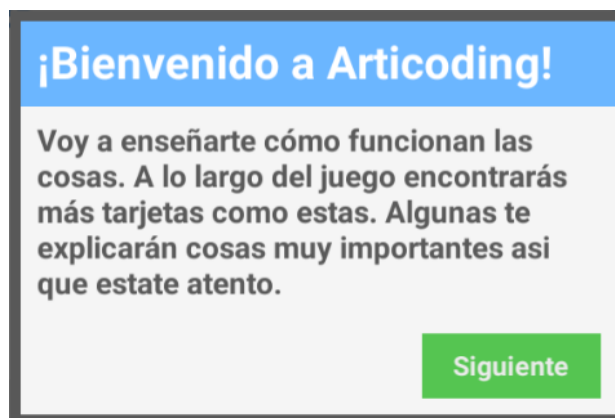 ¡Bienvenido a Articoding!
Voy a enseñarte cómo funcionan las
cosas. A lo largo del juego encontrarás
más tarjetas como estas. Algunas te
explicarán cosas muy importantes asi
que estate atento.
Siguiente